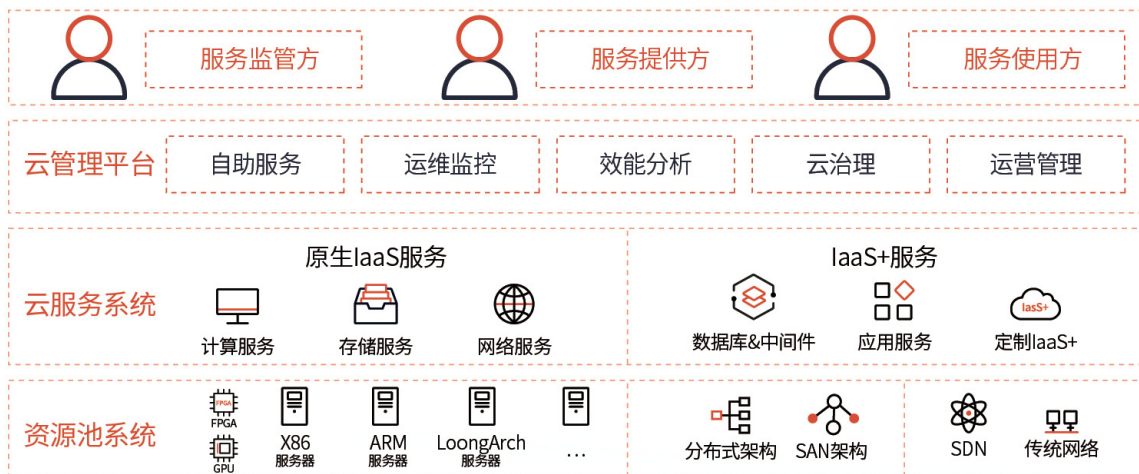 服务监管方
服务提供方
服务使用方
云管理平台
自助服务
运维监控
效能分析
云治理
运营管理
云服务系统
原生IaaS服务
计算服务
存储服务
网络服务
IaaS+服务
数据库&中间件
应用服务
IasS+
定制IaaS+
资源池系统
FPGA
FPGA
GPU
X86
服务器
ARM
服务器
LoongArch
服务器
...
分布式架构
SAN架构
SDN
传统网络